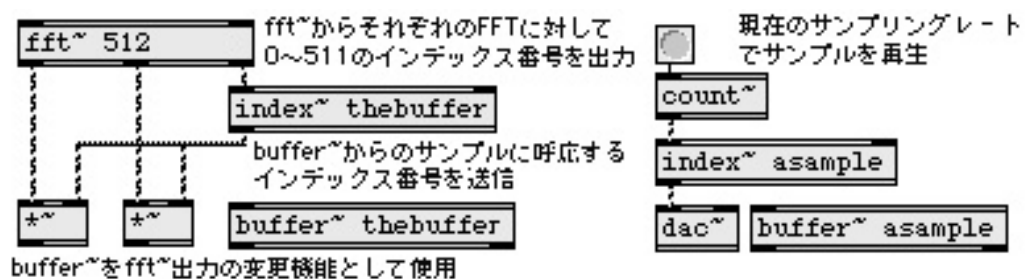 fft~ 512
fft~からそれぞれのFFTに対して
0～511のインデックス番号を出力
index~ thebuffer
buffer~からのサンプルに呼応する
インデックス番号を送信
*~
*~
buffer~ thebuffer
buffer~をfft~出力の変更機能として使用
現在のサンプリングレート
でサンプルを再生
count~
index~ asample
dac~
buffer~ asample